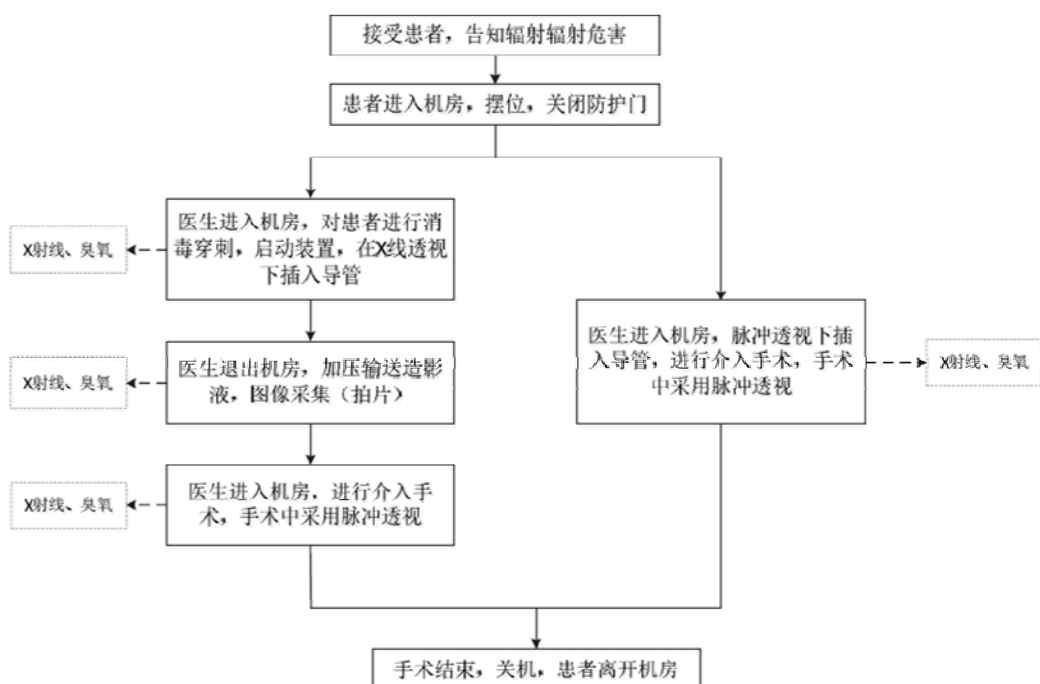 接受患者，告知辐射辐射危害
患者进入机房，摆位，关闭防护门
医生进入机房，对患者进行消
毒穿刺，启动装置，在X线透视
下插入导管
X射线、臭氧
医生退出机房，加压输送造影
液，图像采集（拍片）
X射线、臭氧
医生进入机房，进行介入手
术，手术中采用脉冲透视
X射线、臭氧
医生进入机房，脉冲透视下插
入导管，进行介入手术，手术
中采用脉冲透视
X射线、臭氧
手术结束，关机，患者离开机房